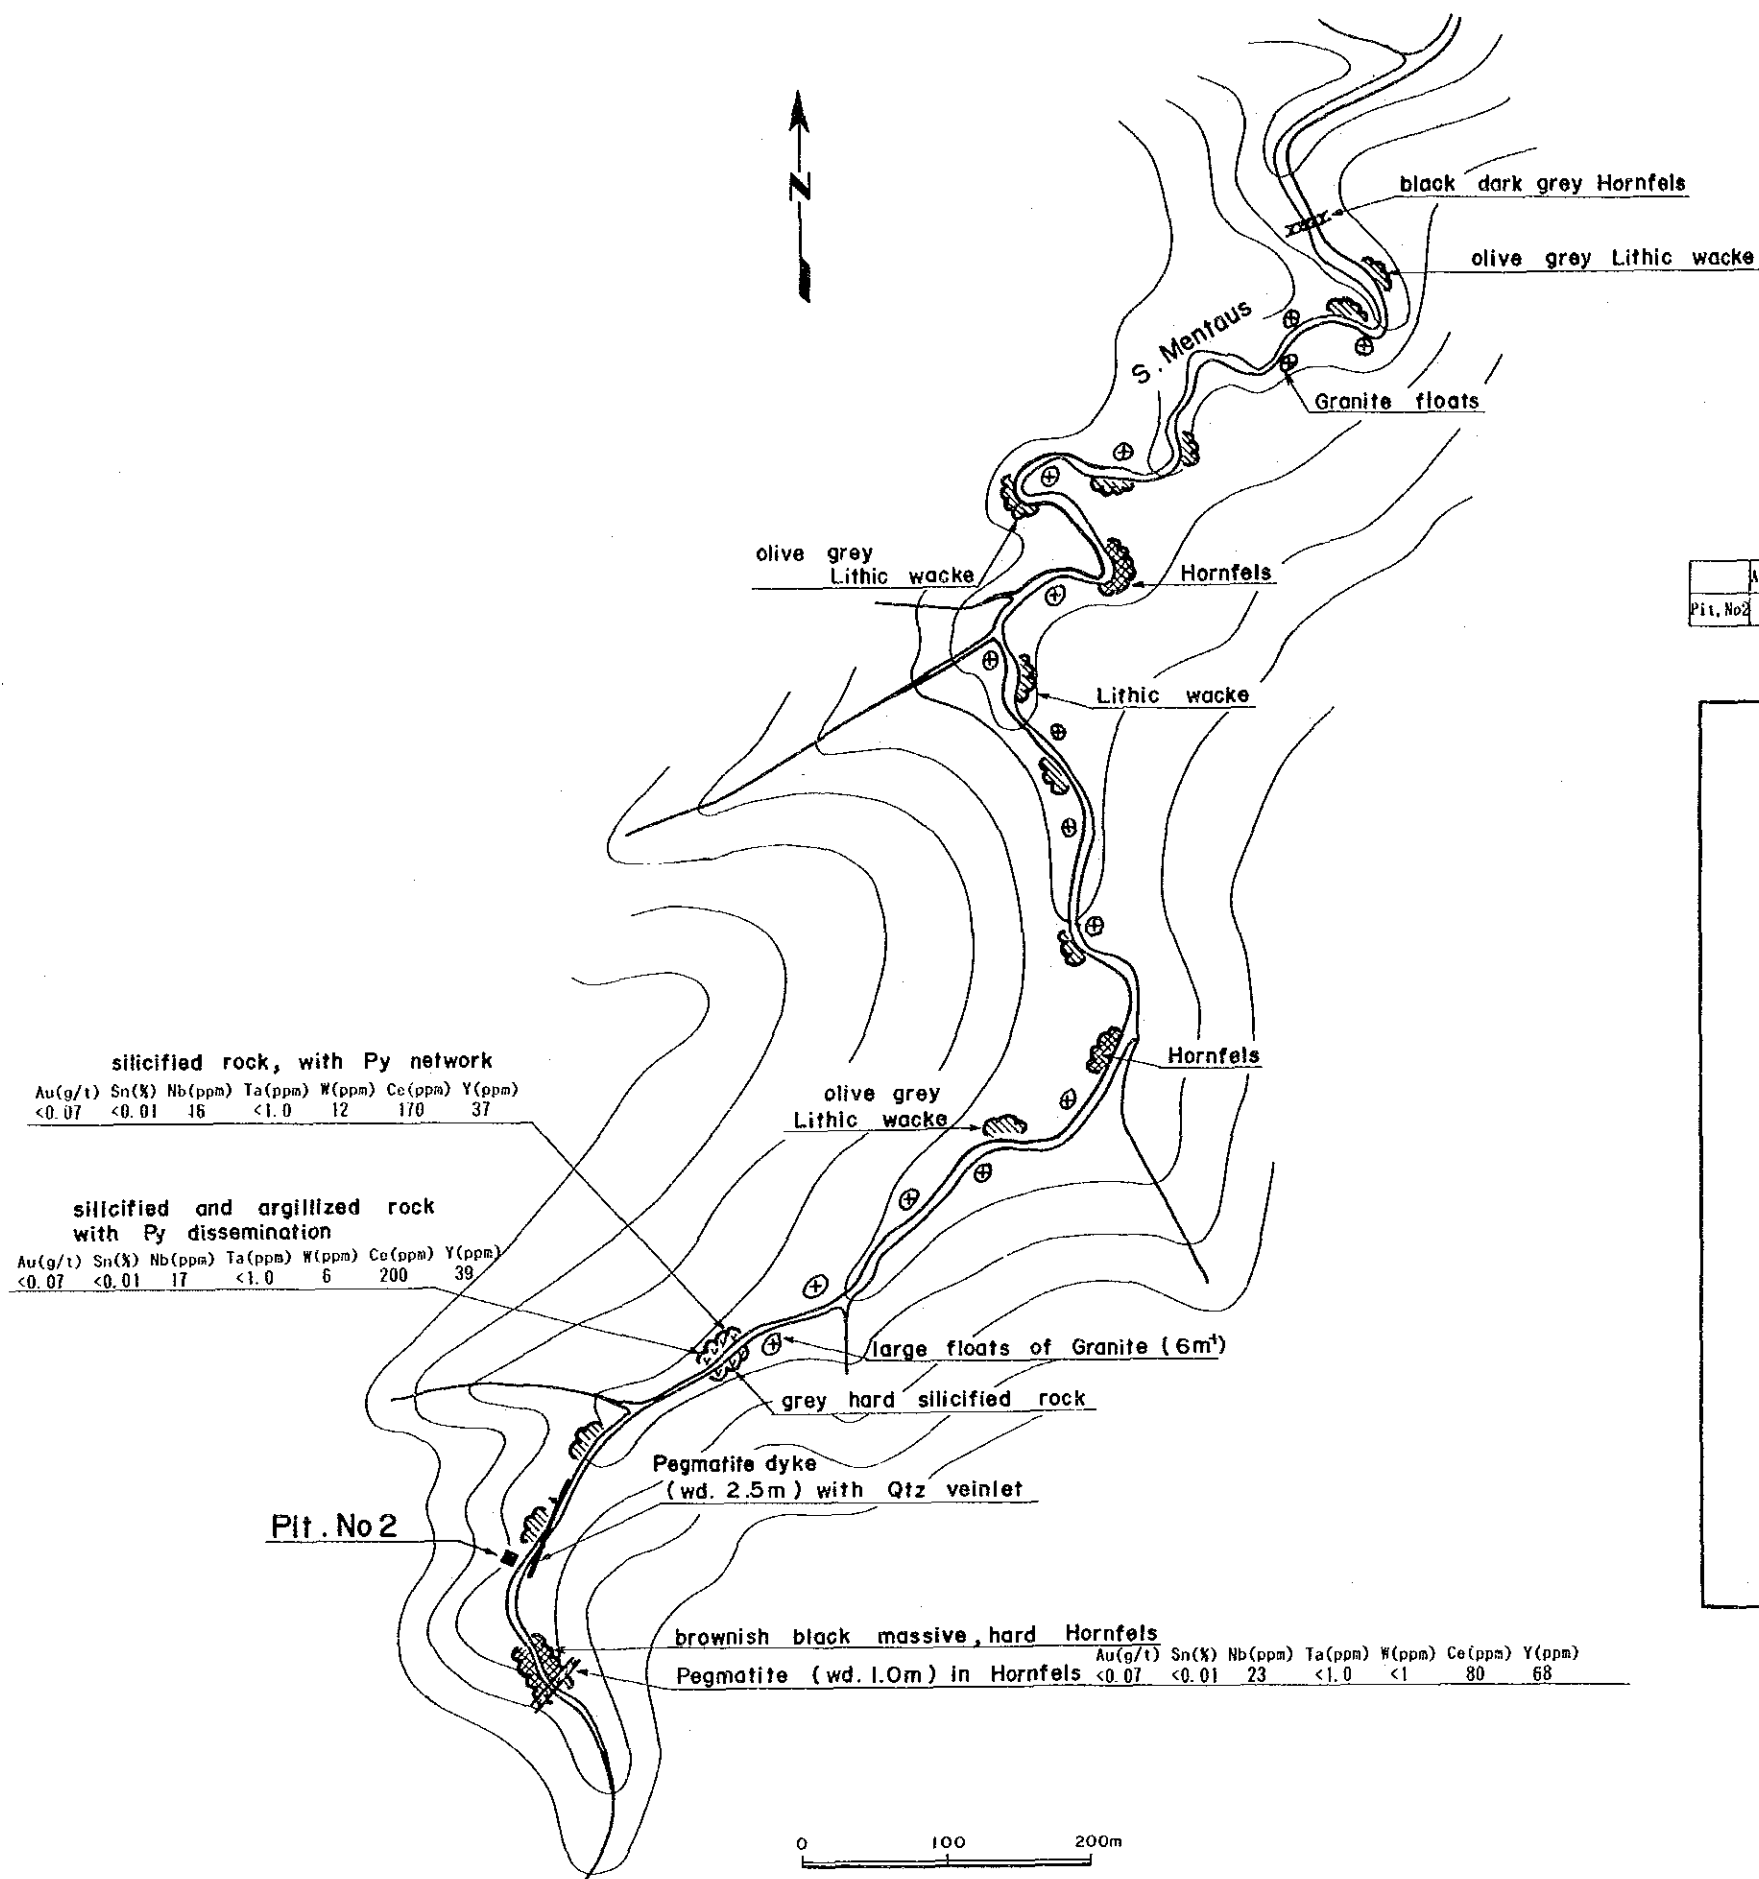 N
black dark grey Hornfels
olive grey Lithic wacke
S. Mentaus
Granite floats
olive grey
Lithic wacke
Hornfels
Pit. No2
Lithic wacke
silicified rock, with Py network
Au(g/t) Sn(%) Nb(ppm) Ta(ppm) W(ppm) Ce(ppm) Y(ppm)
<0.07 <0.01 16 <1.0 12 170 37
Hornfels
olive grey
Lithic wacke
silicified and argillized rock
with Py dissemination
Au(g/t) Sn(%) Nb(ppm) Ta(ppm) W(ppm) Ce(ppm) Y(ppm)
<0.07 <0.01 17 <1.0 6 200 39
large floats of Granite (6m
grey hard silicified rock
Pegmatite dyke
(wd. 2.5m) with Qtz veinlet
Pit. No 2
brownish black massive, hard Hornfels
Pegmatite (wd. 1.0m) in Hornfels
Au(g/t) Sn(%) Nb(ppm) Ta(ppm) W(ppm) Ce(ppm) Y(ppm)
<0.07 <0.01 23 <1.0 <1 80 68
0 100 200m